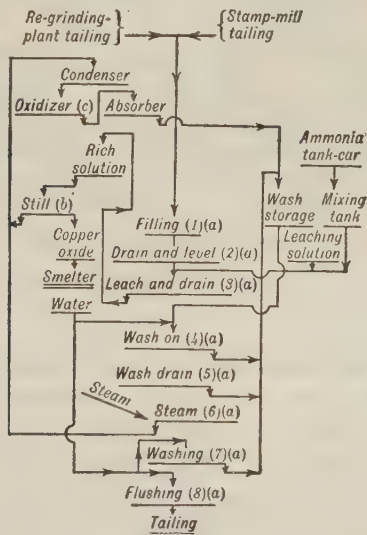 Re-grinding-
plant tailing
Stamp-mill
tailing
Condenser
Oxidizer (c)
Absorber
Ammonia
tank-car
Rich
solution
Still (b)
Wash
storage
Mixing
tank
Filling (1)(a)
Copper
oxide
Drain and level (2)(a)
Leaching
solution
Smelter
Leach and drain (3)(a)
Water
Wash on (4)(a)
Wash drain (5)(a)
Steam
Steam (6)(a)
Washing (7)(a)
Flushing (8)(a)
Tailing